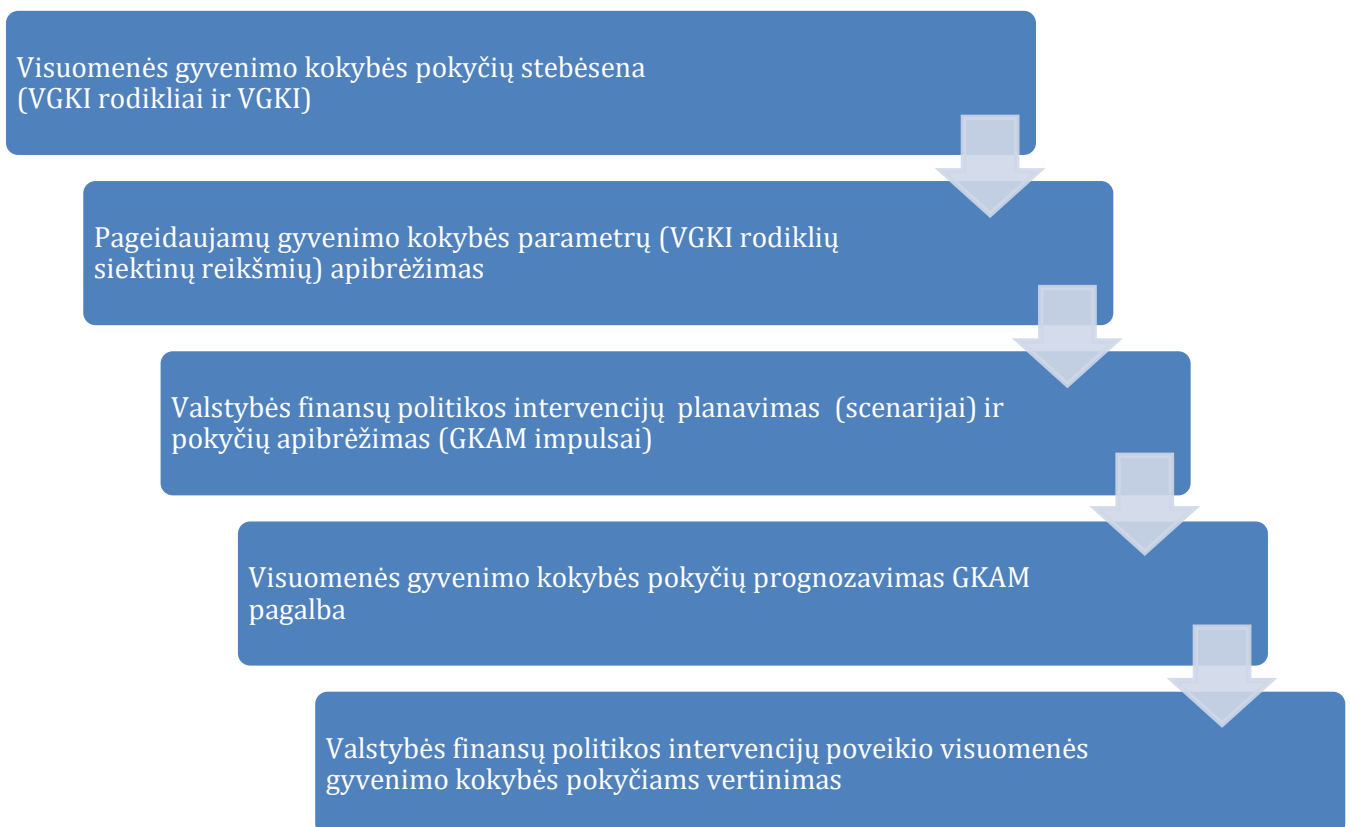 Visuomenės gyvenimo kokybės pokyčių stebėsena
(VGKI rodikliai ir VGKI)
Pageidaujamų gyvenimo kokybės parametrų (VGKI rodiklių
siektinų reikšmių) apibrėžimas
Valstybės finansų politikos intervencijų planavimas (scenarijai) ir
pokyčių apibrėžimas (GKAM impulsai)
Visuomenės gyvenimo kokybės pokyčių prognozavimas GKAM
pagalba
Valstybės finansų politikos intervencijų poveikio visuomenės
gyvenimo kokybės pokyčiams vertinimas